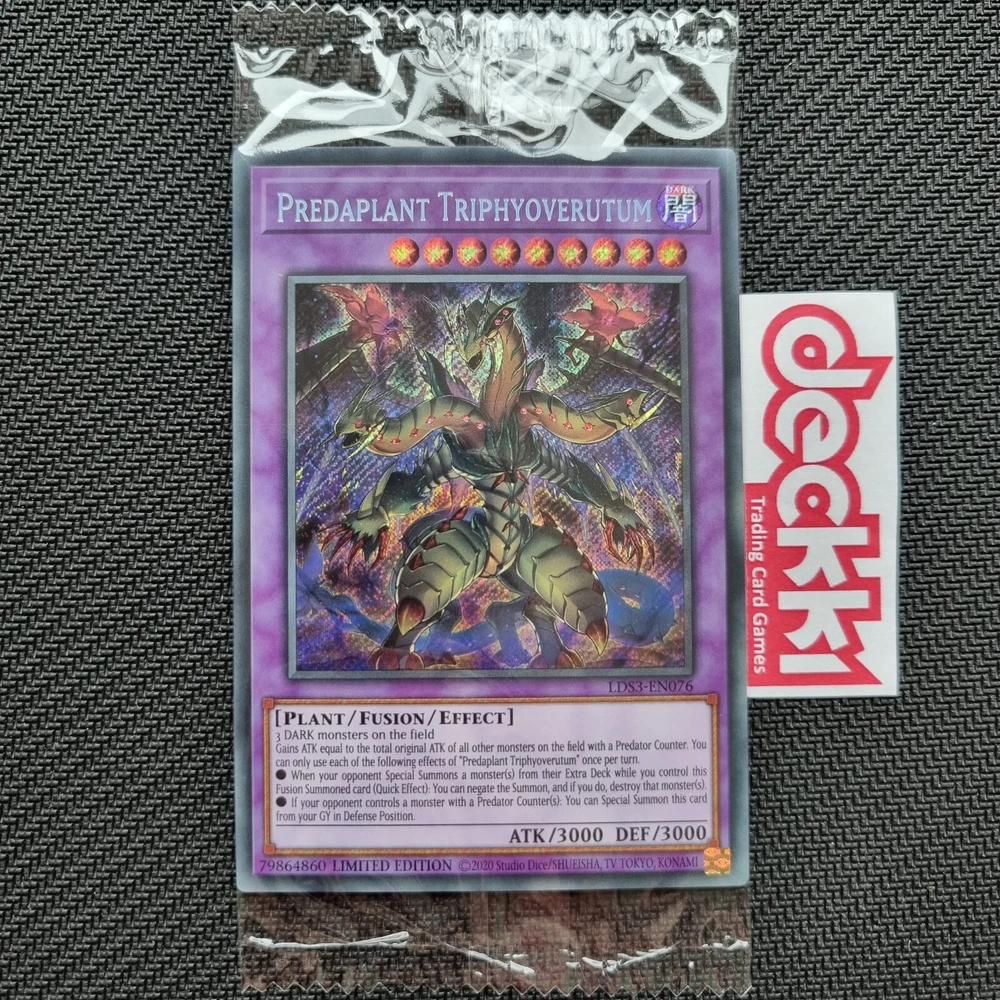 PREDAPLANT TRIPHYOVERUTUM
DARK
闇
LDS3-EN076
[PLANT/FUSION/EFFECT]
3 DARK monsters on the field
Gains ATK equal to the total original ATK of all other monsters on the field with a Predator Counter. You
can only use each of the following effects of "Predaplant Triphyoverutum" once per turn.
● When your opponent Special Summons a monster(s) from their Extra Deck while you control this
Fusion Summoned card (Quick Effect): You can negate the Summon, and if you do, destroy that monster(s).
● If your opponent controls a monster with a Predator Counter(s): You can Special Summon this card
from your GY in Defense Position.
ATK/3000 DEF/3000
79864860 LIMITED EDITION ©2020 Studio Dice/SHUEISHA, TV TOKYO, KONAMI
deckki
Trading Card Games